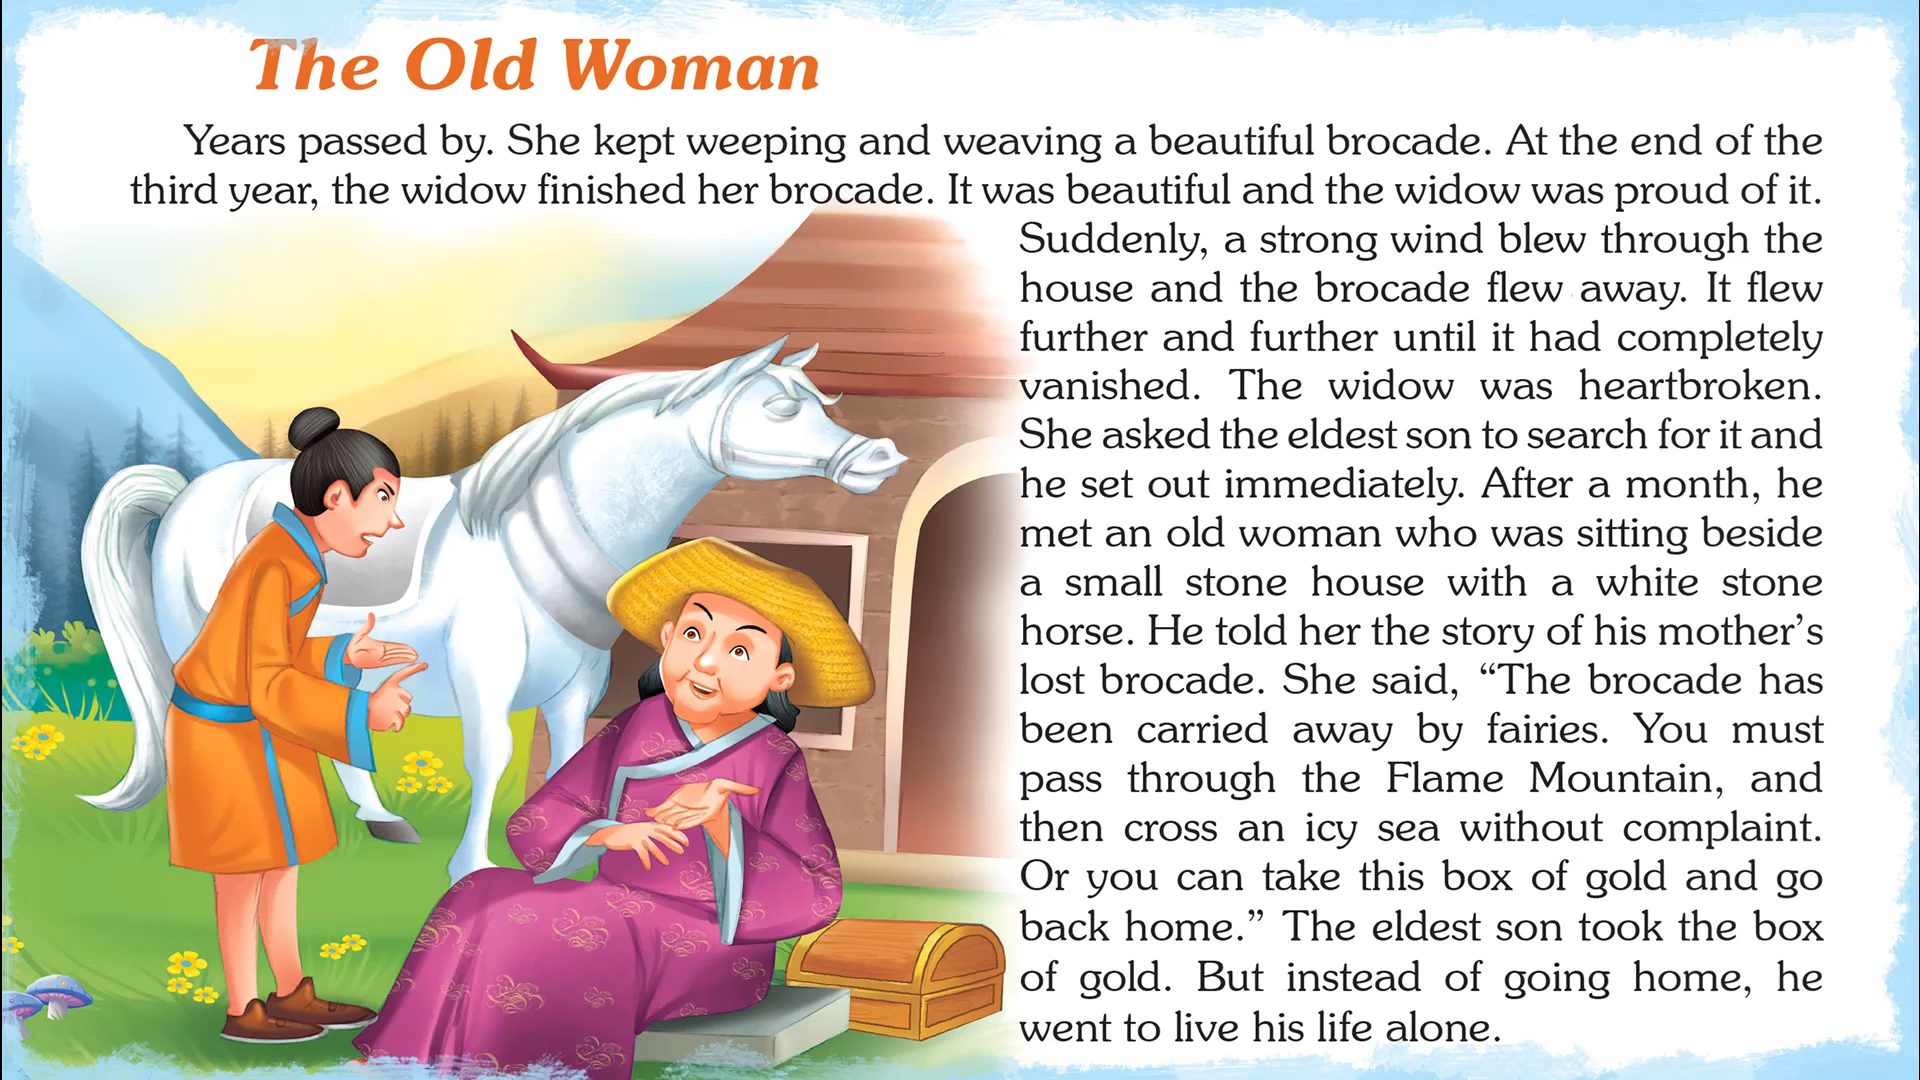 The Old Woman
Years passed by. She kept weeping and weaving a beautiful brocade. At the end of the
third year, the widow finished her brocade. It was beautiful and the widow was proud of it.
Suddenly, a strong wind blew through the
house and the brocade flew away. It flew
further and further until it had completely
vanished. The widow was heartbroken.
She asked the eldest son to search for it and
he set out immediately. After a month, he
met an old woman who was sitting beside
a small stone house with a white stone
horse. He told her the story of his mother’s
lost brocade. She said, “The brocade has
been carried away by fairies. You must
pass through the Flame Mountain, and
then cross an icy sea without complaint.
Or you can take this box of gold and go
back home.” The eldest son took the box
of gold. But instead of going home, he
went to live his life alone.